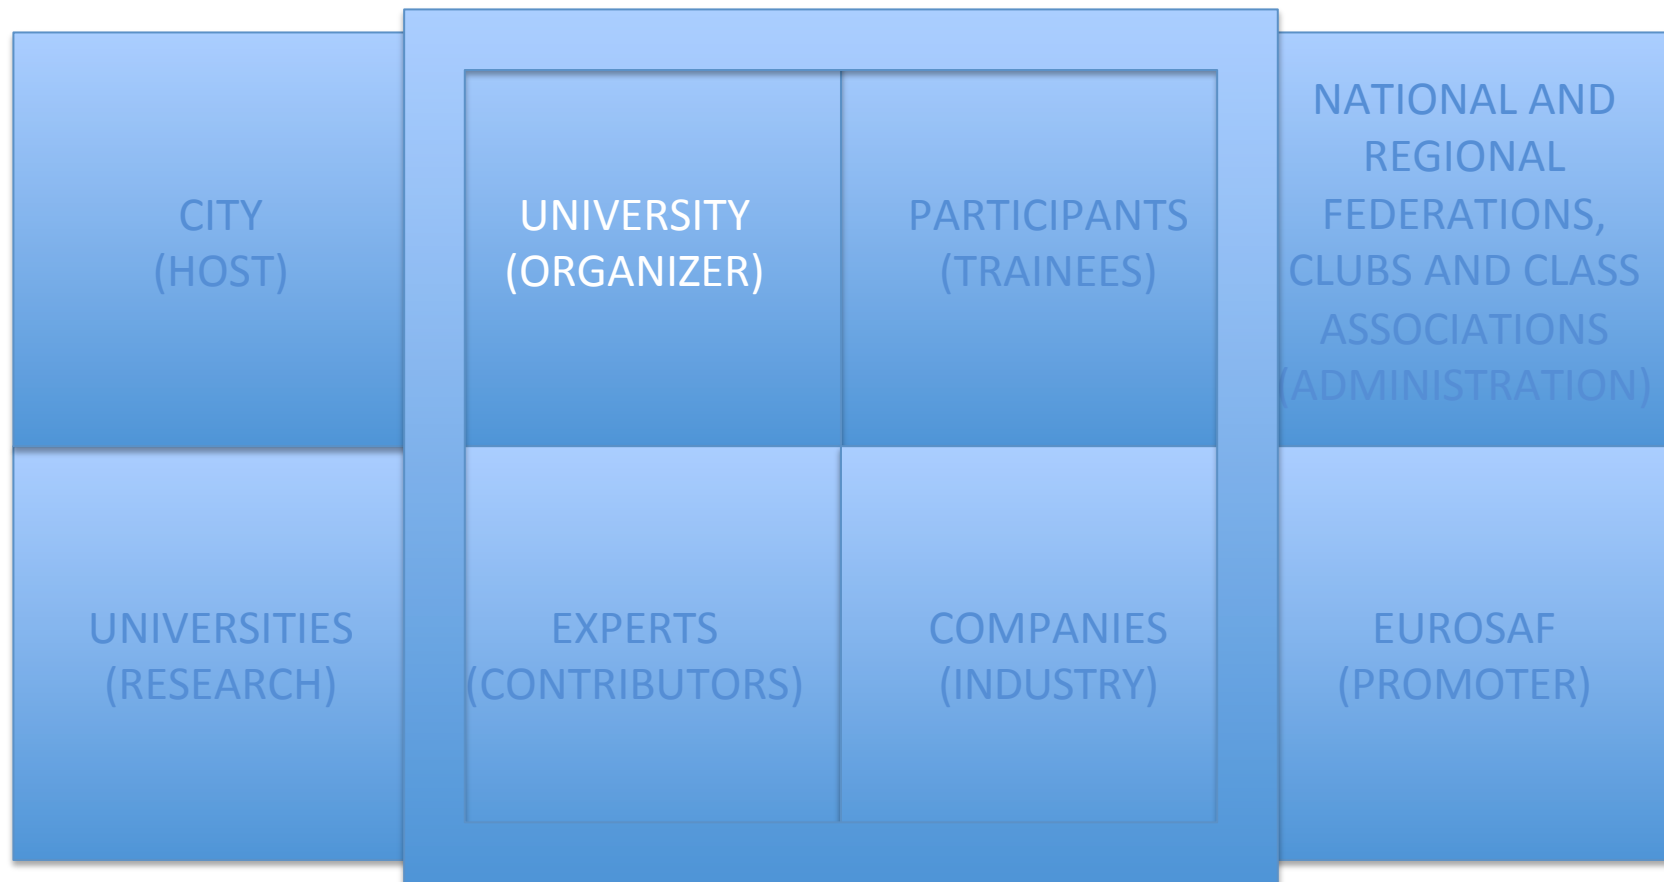 CITY
(HOST)
UNIVERSITY
(ORGANIZER)
PARTICIPANTS
(TRAINEES)
NATIONAL AND
REGIONAL
FEDERATIONS,
CLUBS AND CLASS
ASSOCIATIONS
(ADMINISTRATION)
UNIVERSITIES
(RESEARCH)
EXPERTS
(CONTRIBUTORS)
COMPANIES
(INDUSTRY)
EUROSAF
(PROMOTER)